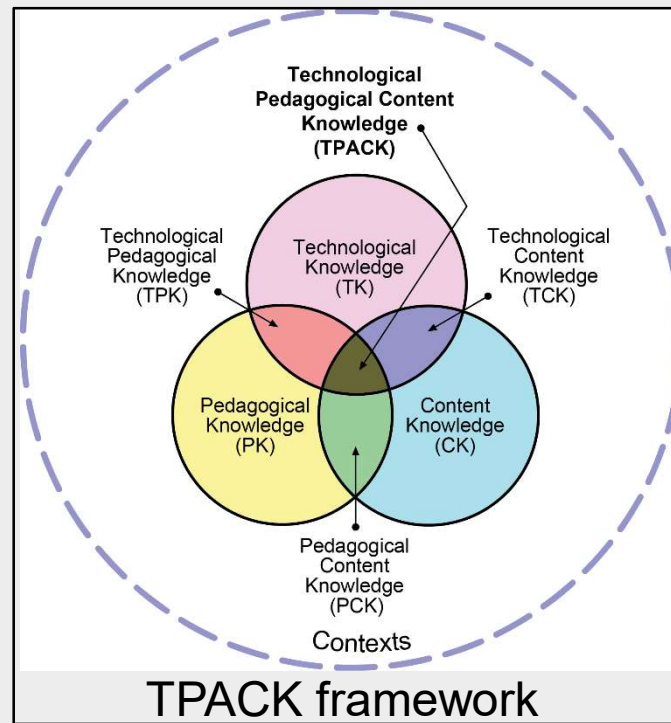 Technological
Pedagogical Content
Knowledge
(TPACK)
Technological
Pedagogical
Knowledge
(TPK)
Technological
Knowledge
(TK)
Technological
Content
Knowledge
(TCK)
Pedagogical
Knowledge
(PK)
Content
Knowledge
(CK)
Pedagogical
Content
Knowledge
(PCK)
Contexts
TPACK framework